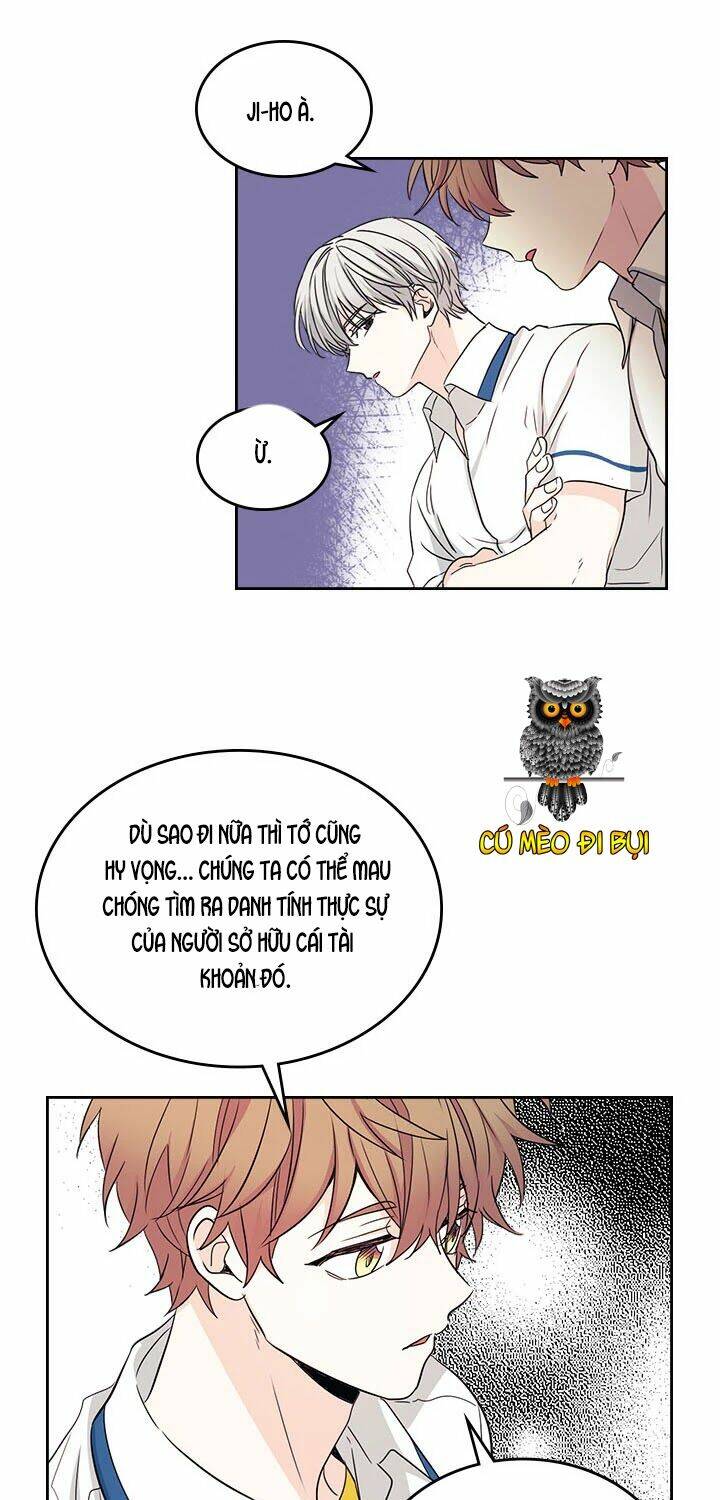 JI-HO À.
Ừ.
CÚ MÈO ĐI BỤI
DÙ SAO ĐI NỮA THÌ TỚ CŨNG
HY VỌNG... CHÚNG TA CÓ THỂ MAU
CHÓNG TÌM RA DANH TÍNH THỰC SỰ
CỦA NGƯỜI SỞ HỮU CÁI TÀI
KHOẢN ĐÓ.